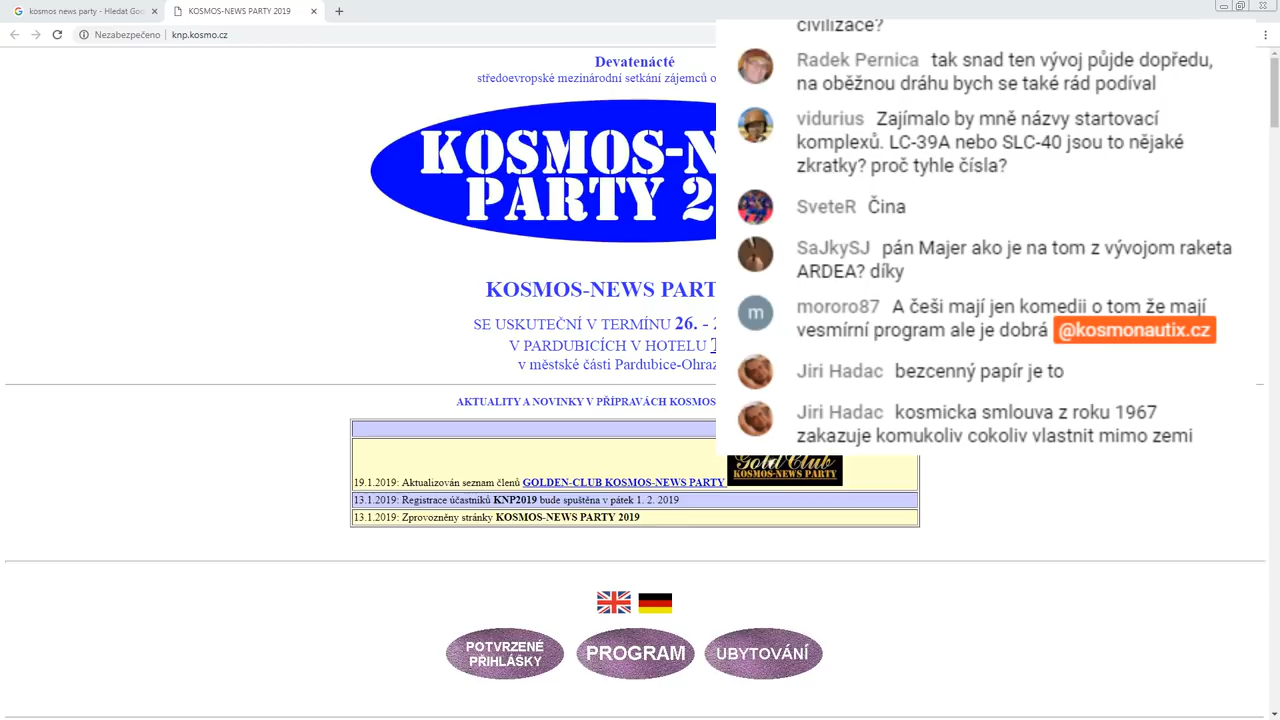 kosmos news party - Hledat Goo
KOSMOS-NEWS PARTY 2019
Nezabezpečeno
knp.kosmo.cz
Devatenácté
středoevropské mezinárodní setkání zájemců o
KOSMOS-N
PARTY 2
KOSMOS-NEWS PART
SE USKUTEČNÍ V TERMÍNU 26. - 2
V PARDUBICÍCH V HOTELU
v městské části Pardubice-Ohra
AKTUALITY A NOVINKY V PŘÍPRAVÁCH KOSMOS
Gold Club
KOSMOS-NEWS PARTY
19.1.2019: Aktualizován seznam členů GOLDEN-CLUB KOSMOS-NEWS PARTY
13.1.2019: Registrace účastníků KNP2019 bude spuštěna v pátek 1. 2. 2019
13.1.2019: Zprovozněny stránky KOSMOS-NEWS PARTY 2019
POTVRZENÉ
PŘIHLÁŠKY
PROGRAM
UBYTOVÁNÍ
civilizace?
Radek Pernica tak snad ten vývoj půjde dopředu,
na oběžnou dráhu bych se také rád podíval
vidurius Zajímalo by mně názvy startovací
komplexů. LC-39A nebo SLC-40 jsou to nějaké
zkratky? proč tyhle čísla?
SveteR Čina
SaJkySJ pán Majer ako je na tom z vývojom raketa
ARDEA? díky
m
mororo87 A češi mají jen komedii o tom že mají
vesmírní program ale je dobrá @kosmonautix.cz
Jiri Hadac bezcenný papír je to
Jiri Hadac kosmicka smlouva z roku 1967
zakazuje komukoliv cokoliv vlastnit mimo zemi